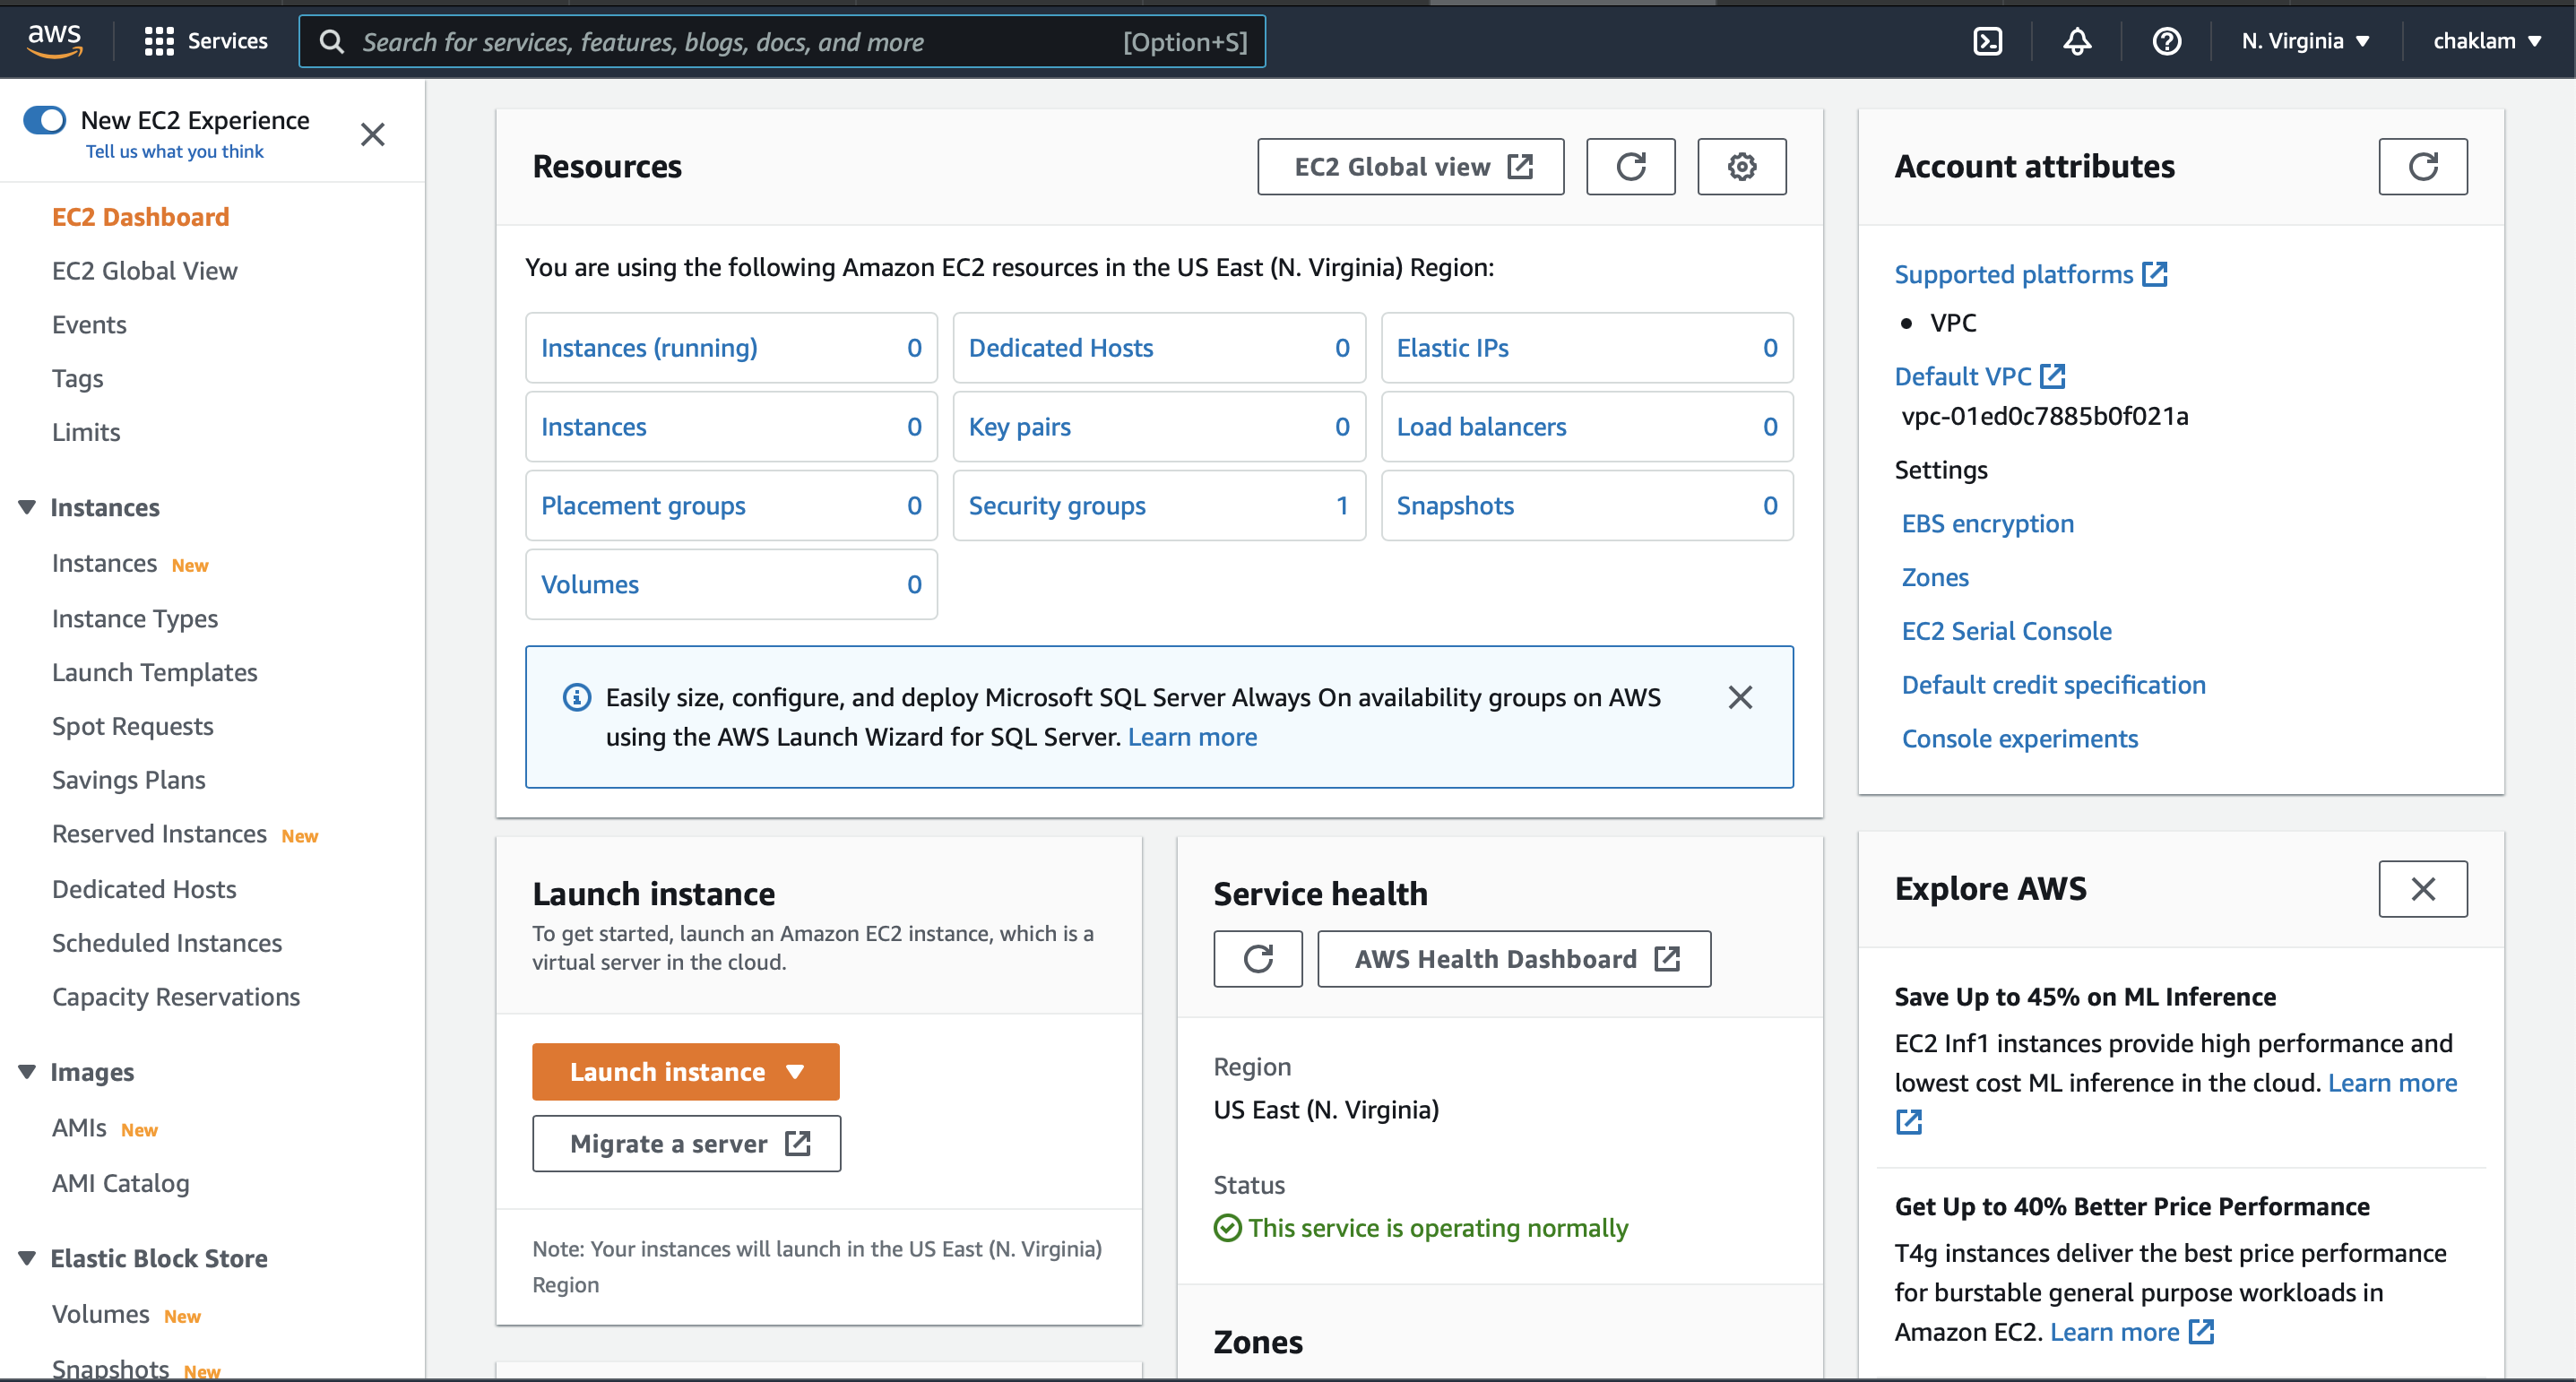 aws
Services
Search for services, features, blogs, docs, and more
[Option+S]
N. Virginia
chaklam
New EC2 Experience
Tell us what you think
EC2 Dashboard
EC2 Global View
Events
Tags
Limits
Instances
Instances New
Instance Types
Launch Templates
Spot Requests
Savings Plans
Reserved Instances New
Dedicated Hosts
Scheduled Instances
Capacity Reservations
Images
AMIs New
AMI Catalog
Elastic Block Store
Volumes New
Snapshots New
Resources
EC2 Global view
You are using the following Amazon EC2 resources in the US East (N. Virginia) Region:
Instances (running) 0
Dedicated Hosts 0
Elastic IPs 0
Instances 0
Key pairs 0
Load balancers 0
Placement groups 0
Security groups 1
Snapshots 0
Volumes 0
Easily size, configure, and deploy Microsoft SQL Server Always On availability groups on AWS
using the AWS Launch Wizard for SQL Server. Learn more
Launch instance
To get started, launch an Amazon EC2 instance, which is a
virtual server in the cloud.
Launch instance
Migrate a server
Note: Your instances will launch in the US East (N. Virginia)
Region
Service health
AWS Health Dashboard
Region
US East (N. Virginia)
Status
This service is operating normally
Zones
Account attributes
Supported platforms
• VPC
Default VPC
vpc-01ed0c7885b0f021a
Settings
EBS encryption
Zones
EC2 Serial Console
Default credit specification
Console experiments
Explore AWS
Save Up to 45% on ML Inference
EC2 Inf1 instances provide high performance and
lowest cost ML inference in the cloud. Learn more
Get Up to 40% Better Price Performance
T4g instances deliver the best price performance
for burstable general purpose workloads in
Amazon EC2. Learn more